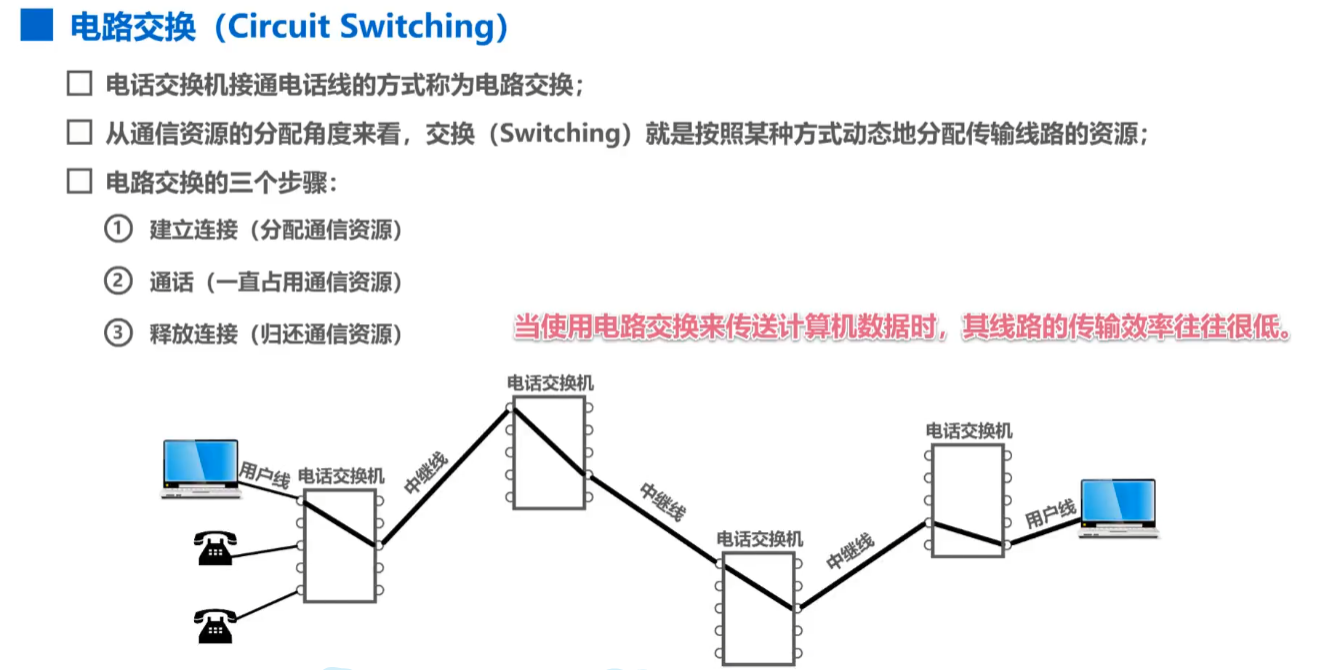 电路交换（Circuit Switching）
电话交换机接通电话线的方式称为电路交换；
从通信资源的分配角度来看，交换（Switching）就是按照某种方式动态地分配传输线路的资源；
电路交换的三个步骤：
① 建立连接（分配通信资源）
② 通话（一直占用通信资源）
③ 释放连接（归还通信资源）
当使用电路交换来传送计算机数据时，其线路的传输效率往往很低。
电话交换机
电话交换机
用户线
电话交换机
中继线
中继线
用户线
电话交换机
中继线